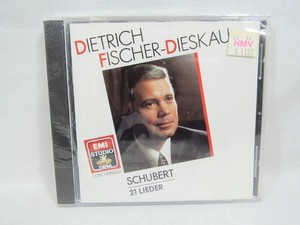 DIETRICH
FISCHER-DIESKAU
HMV
EMI
STUDIO
SCHUBERT
21 LIEDER